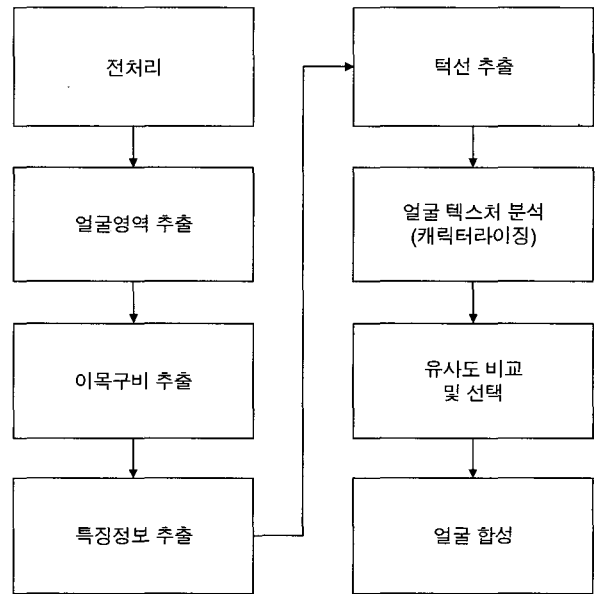 전처리
얼굴영역 추출
이목구비 추출
특징정보 추출
턱선 추출
얼굴 텍스처 분석
(캐릭터라이징)
유사도 비교
및 선택
얼굴 합성